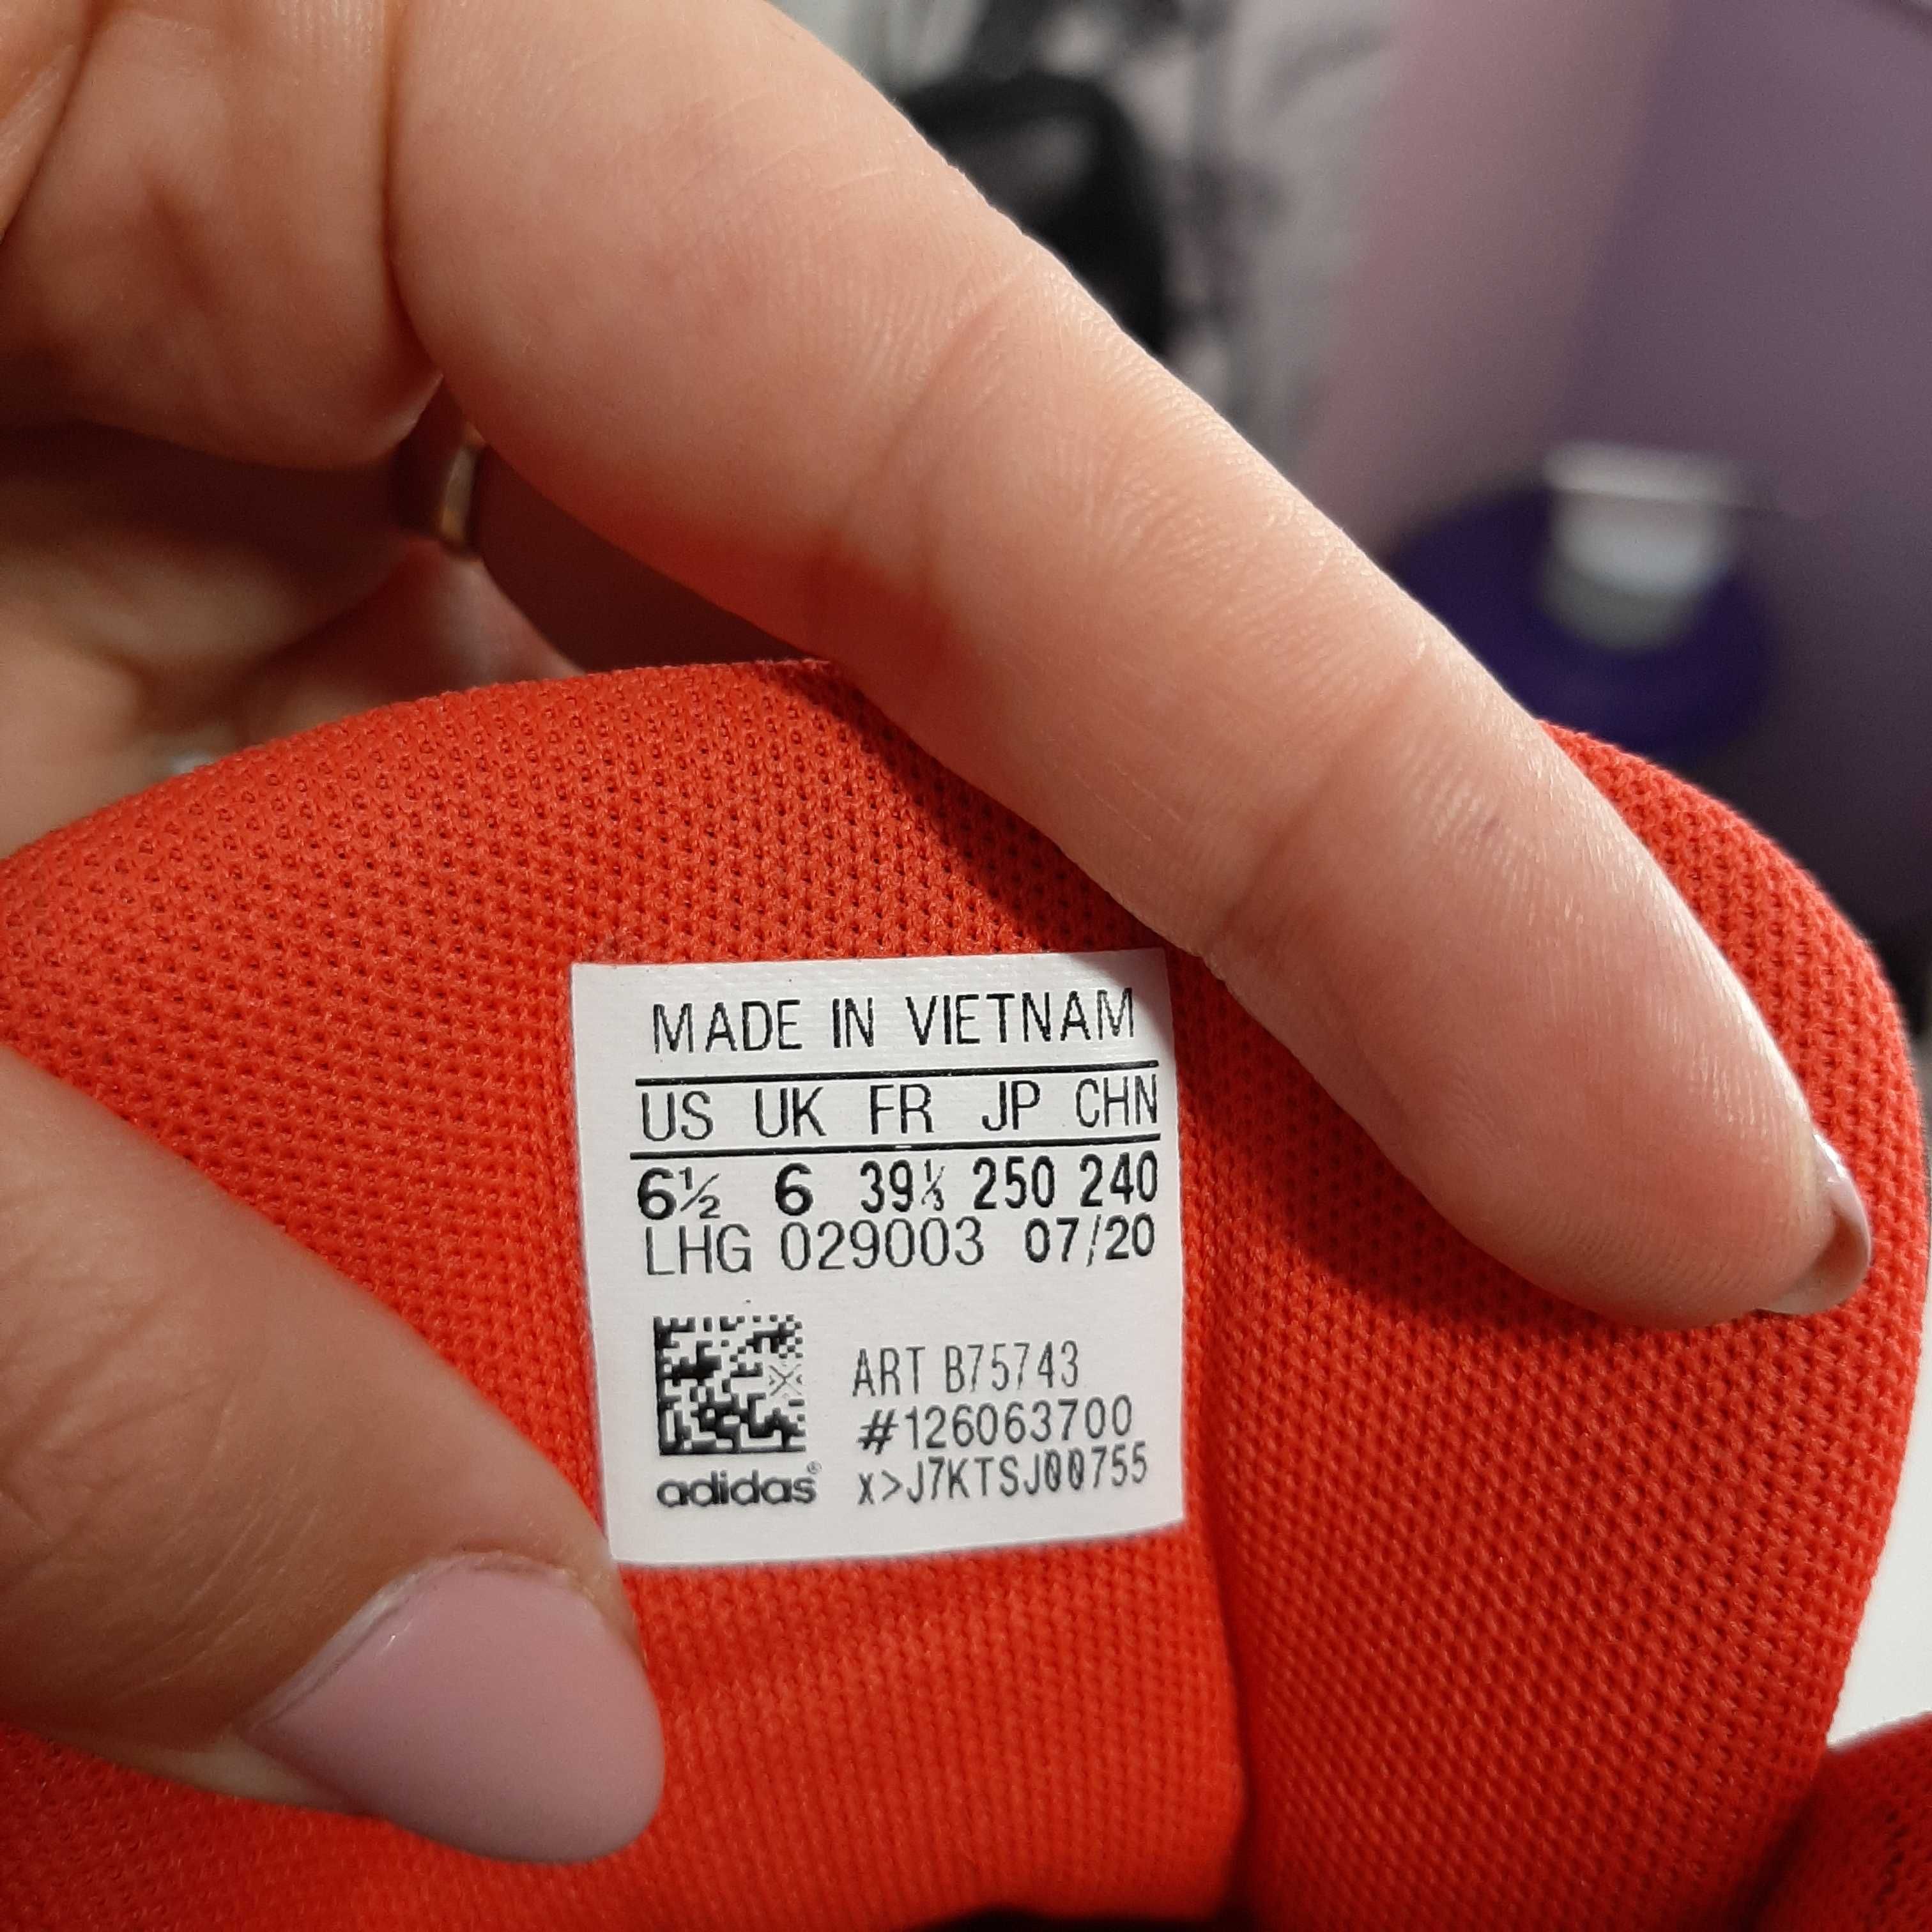 MADE IN VIETNAM
US UK FR JP CHN
6½ 6 39⅓ 250 240
LHG 029003 07/20
ART B75743
#126063700
adidas® x>J7KTSJ00755